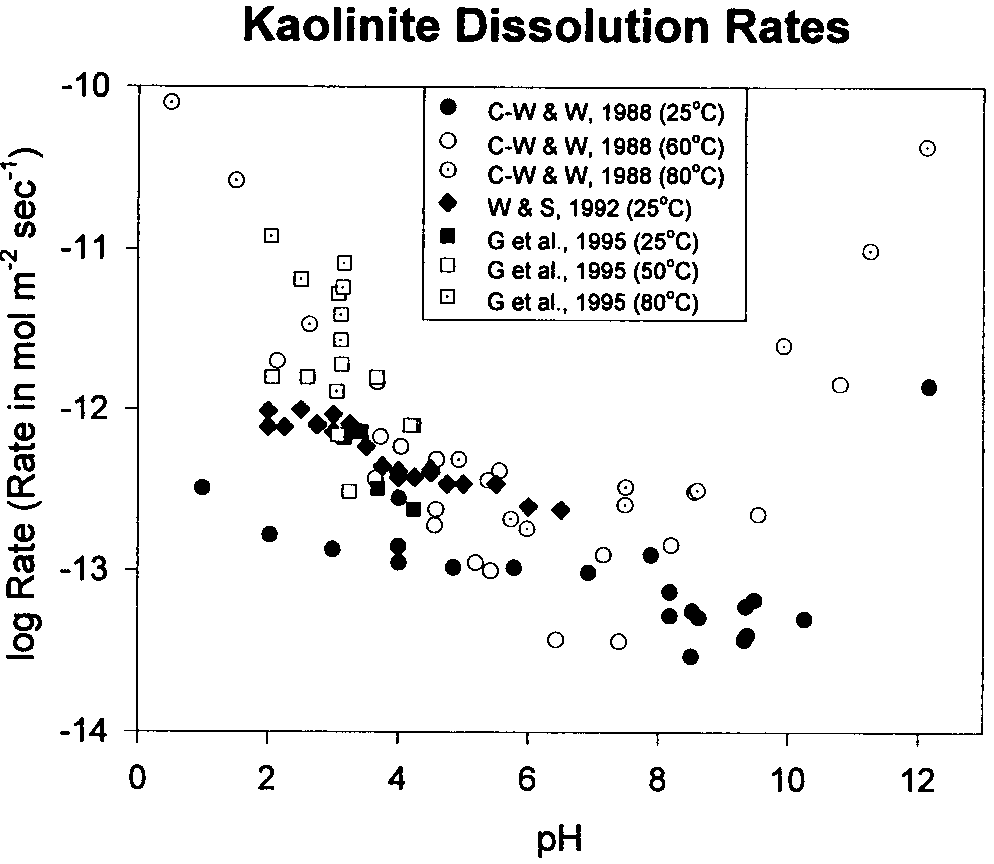 Kaolinite Dissolution Rates
log Rate (Rate in mol m⁻² sec⁻¹)
-10
-11
-12
-13
-14
C-W & W, 1988 (25°C)
C-W & W, 1988 (60°C)
C-W & W, 1988 (80°C)
W & S, 1992 (25°C)
G et al., 1995 (25°C)
G et al., 1995 (50°C)
G et al., 1995 (80°C)
0 2 4 6 8 10 12
pH